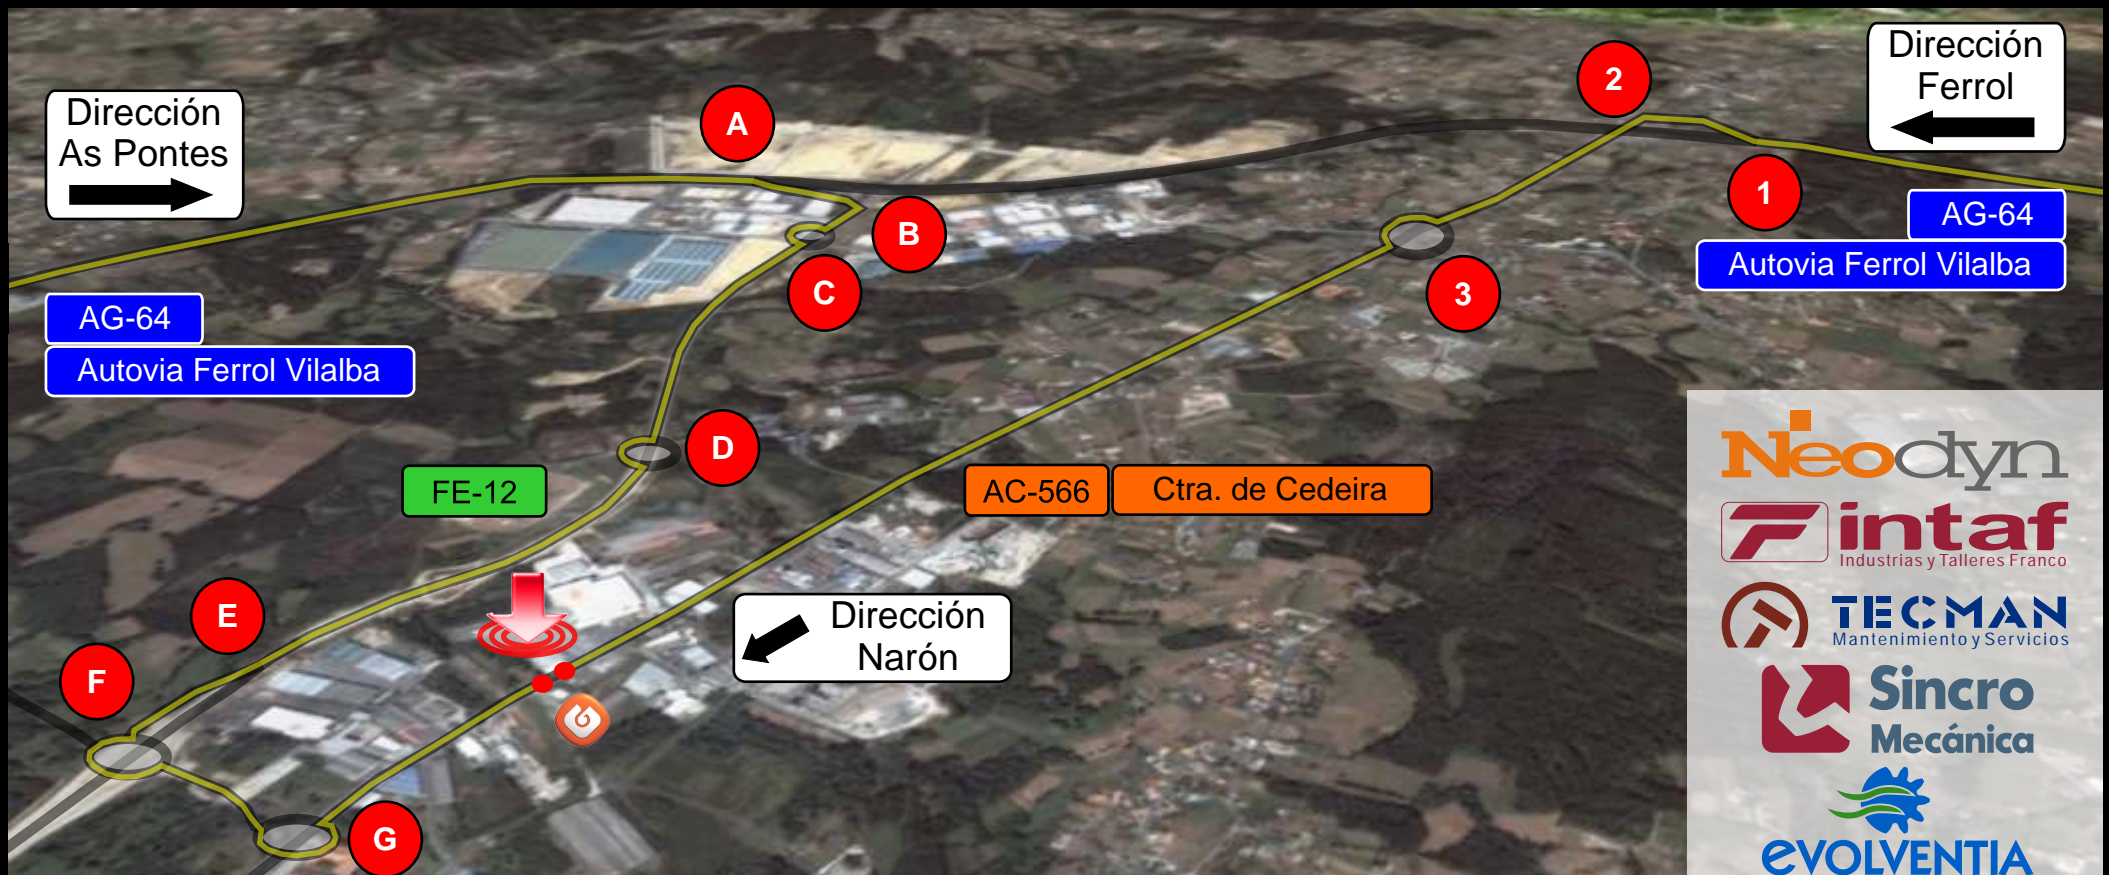 Dirección
As Pontes
A
2
Dirección
Ferrol
1
AG-64
Autovia Ferrol Vilalba
B
C
3
AG-64
Autovia Ferrol Vilalba
D
FE-12
AC-566
Ctra. de Cedeira
E
Dirección
Narón
F
G
Neodyn
intaf
Industrias y Talleres Franco
TECMAN
Mantenimiento y Servicios
Sincro
Mecánica
eVOLVENTIA